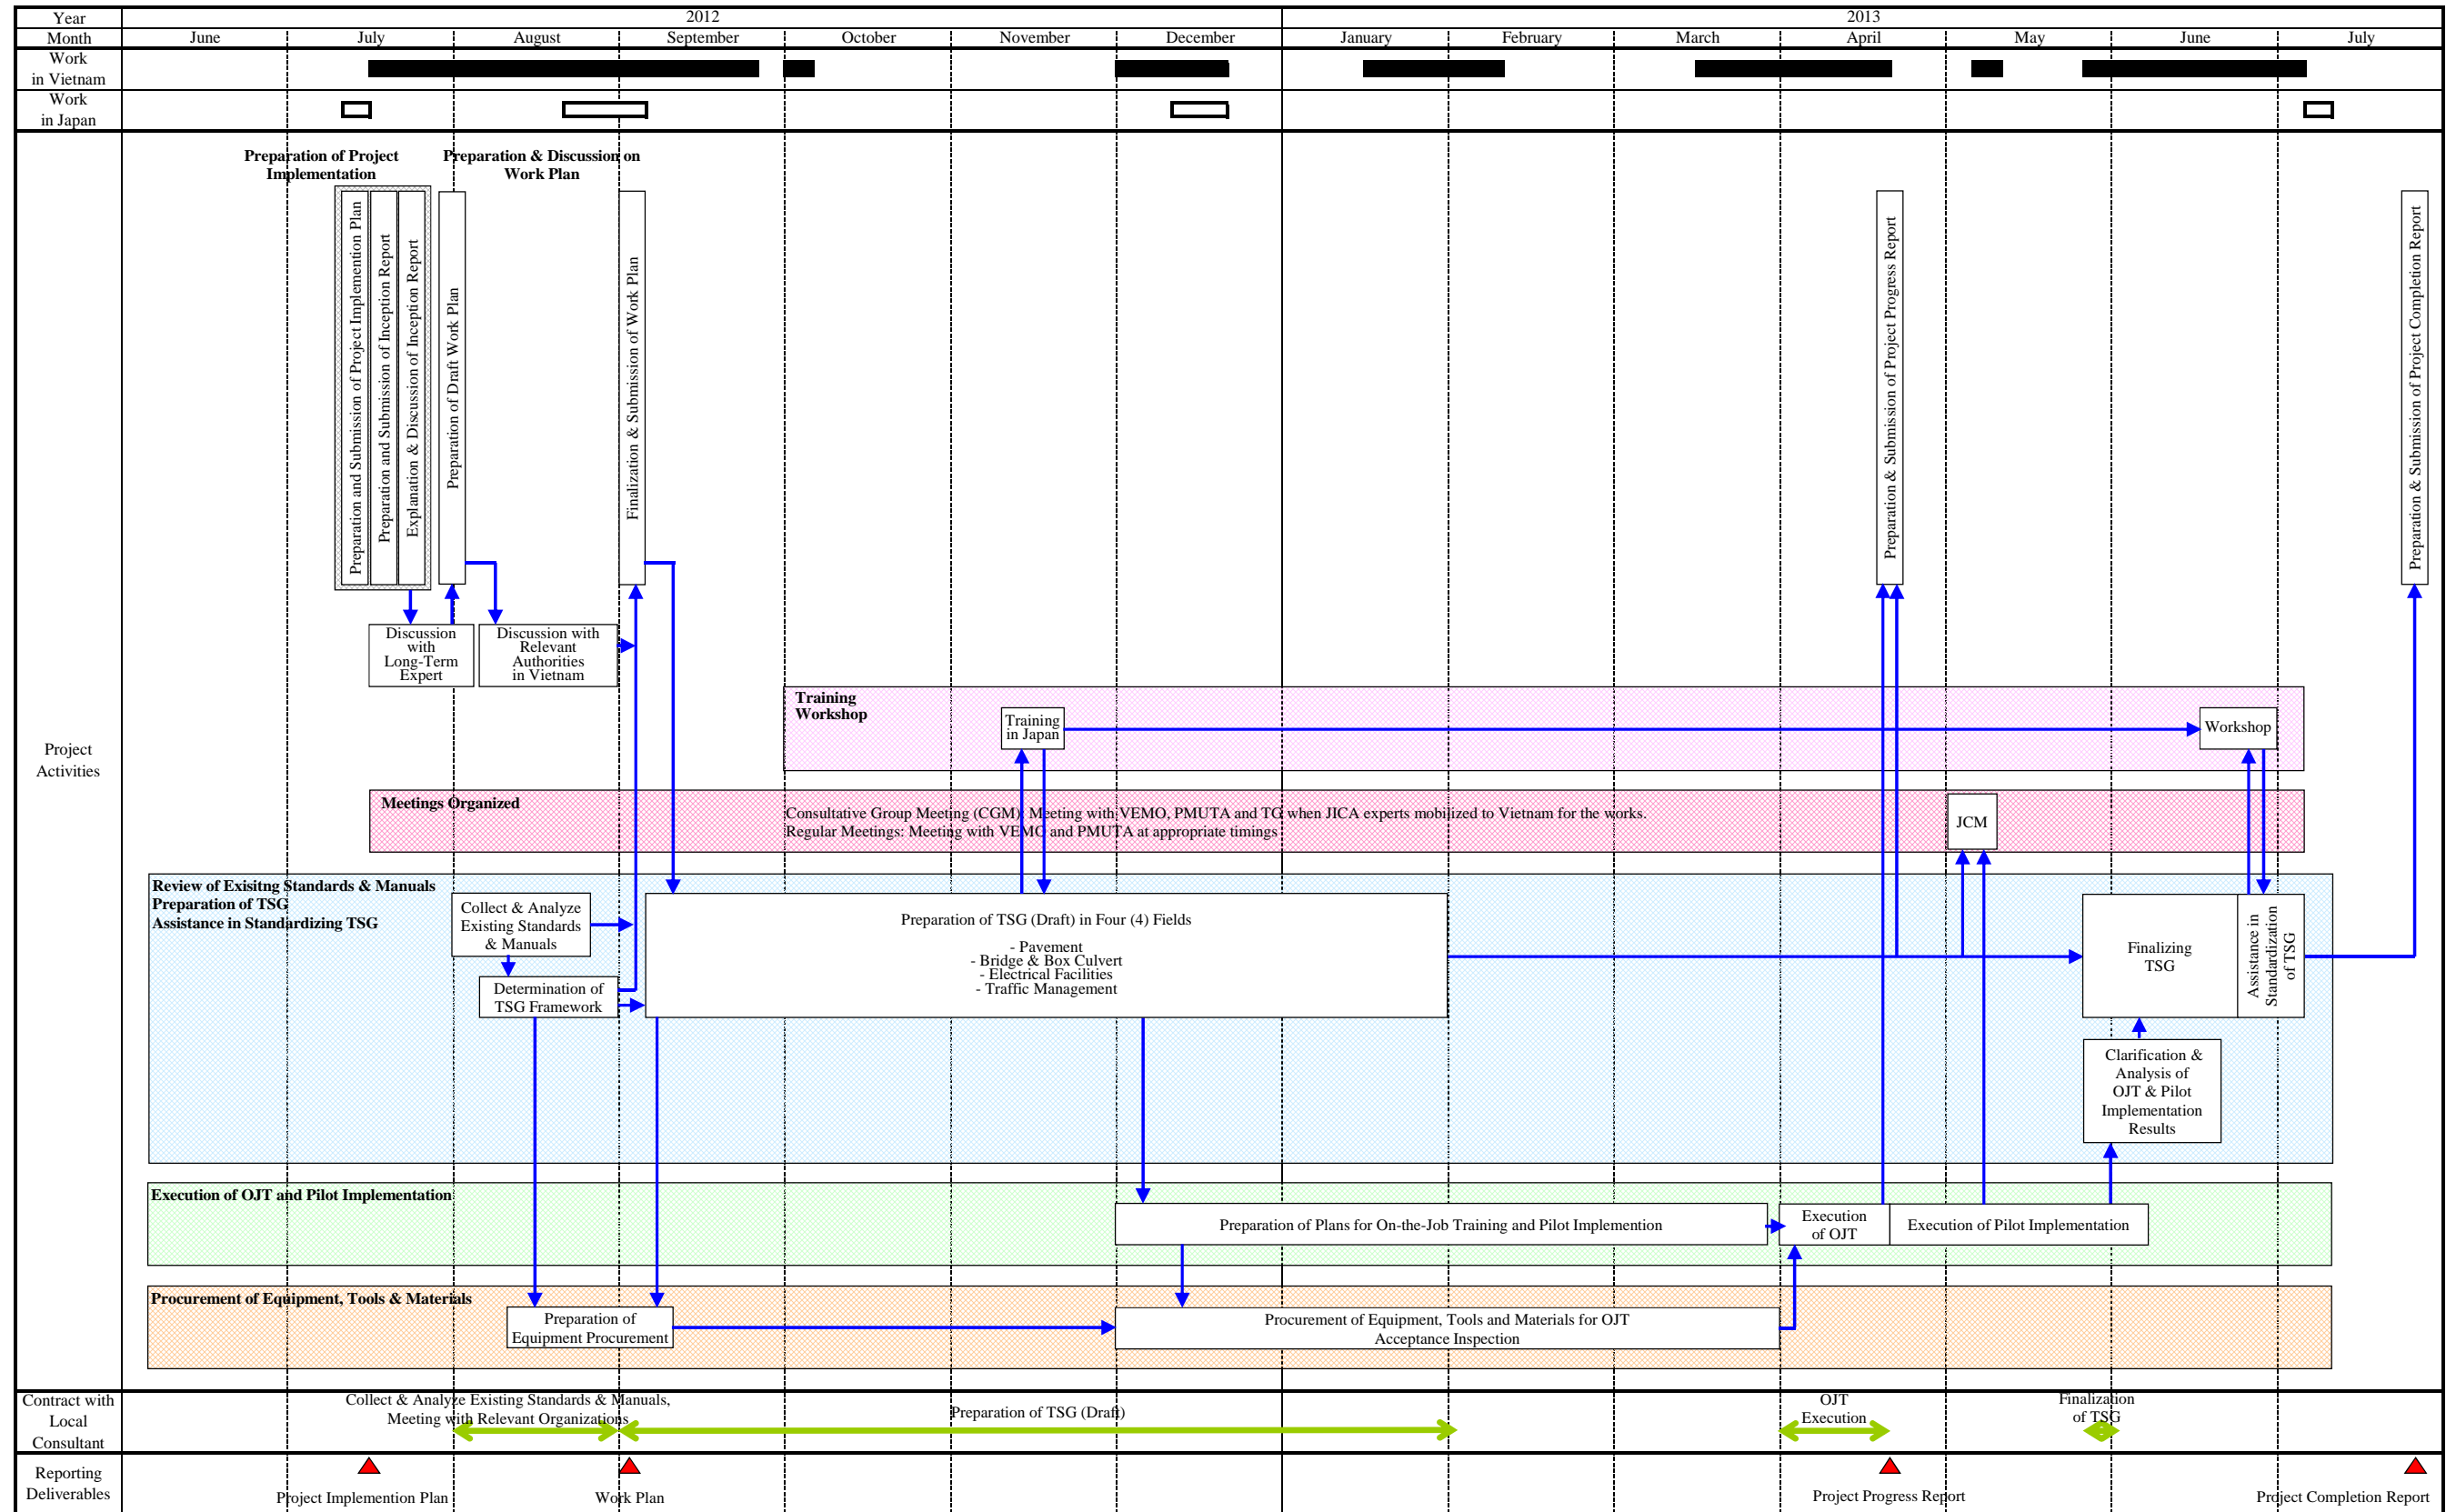 Year
2012
2013
Month
June
July
August
September
October
November
December
January
February
March
April
May
June
July
Work
in Vietnam
Work
in Japan
Project
Activities
Preparation of Project
Implementation
Preparation & Discussion on
Work Plan
Preparation and Submission of Project Implemention Plan
Preparation and Submission of Inception Report
Explanation & Discussion of Inception Report
Preparation of Draft Work Plan
Finalization & Submission of Work Plan
Preparation & Submission of Project Progress Report
Preparation & Submission of Project Completion Report
Discussion
with
Long-Term
Expert
Discussion with
Relevant
Authorities
in Vietnam
Training
Workshop
Training
in Japan
Workshop
Meetings Organized
Consultative Group Meeting (CGM): Meeting with VEMO, PMUTA and TG when JICA experts mobilized to Vietnam for the works.
Regular Meetings: Meeting with VEMO and PMUTA at appropriate timings
JCM
Review of Exisitng Standards & Manuals
Preparation of TSG
Assistance in Standardizing TSG
Collect & Analyze
Existing Standards
& Manuals
Determination of
TSG Framework
Preparation of TSG (Draft) in Four (4) Fields
- Pavement
- Bridge & Box Culvert
- Electrical Facilities
- Traffic Management
Finalizing
TSG
Assistance in
Standardization
of TSG
Clarification &
Analysis of
OJT & Pilot
Implementation
Results
Execution of OJT and Pilot Implementation
Preparation of Plans for On-the-Job Training and Pilot Implemention
Execution
of OJT
Execution of Pilot Implementation
Procurement of Equipment, Tools & Materials
Preparation of
Equipment Procurement
Procurement of Equipment, Tools and Materials for OJT
Acceptance Inspection
Contract with
Local
Consultant
Collect & Analyze Existing Standards & Manuals,
Meeting with Relevant Organizations
Preparation of TSG (Draft)
OJT
Execution
Finalization
of TSG
Reporting
Deliverables
Project Implemention Plan
Work Plan
Project Progress Report
Project Completion Report